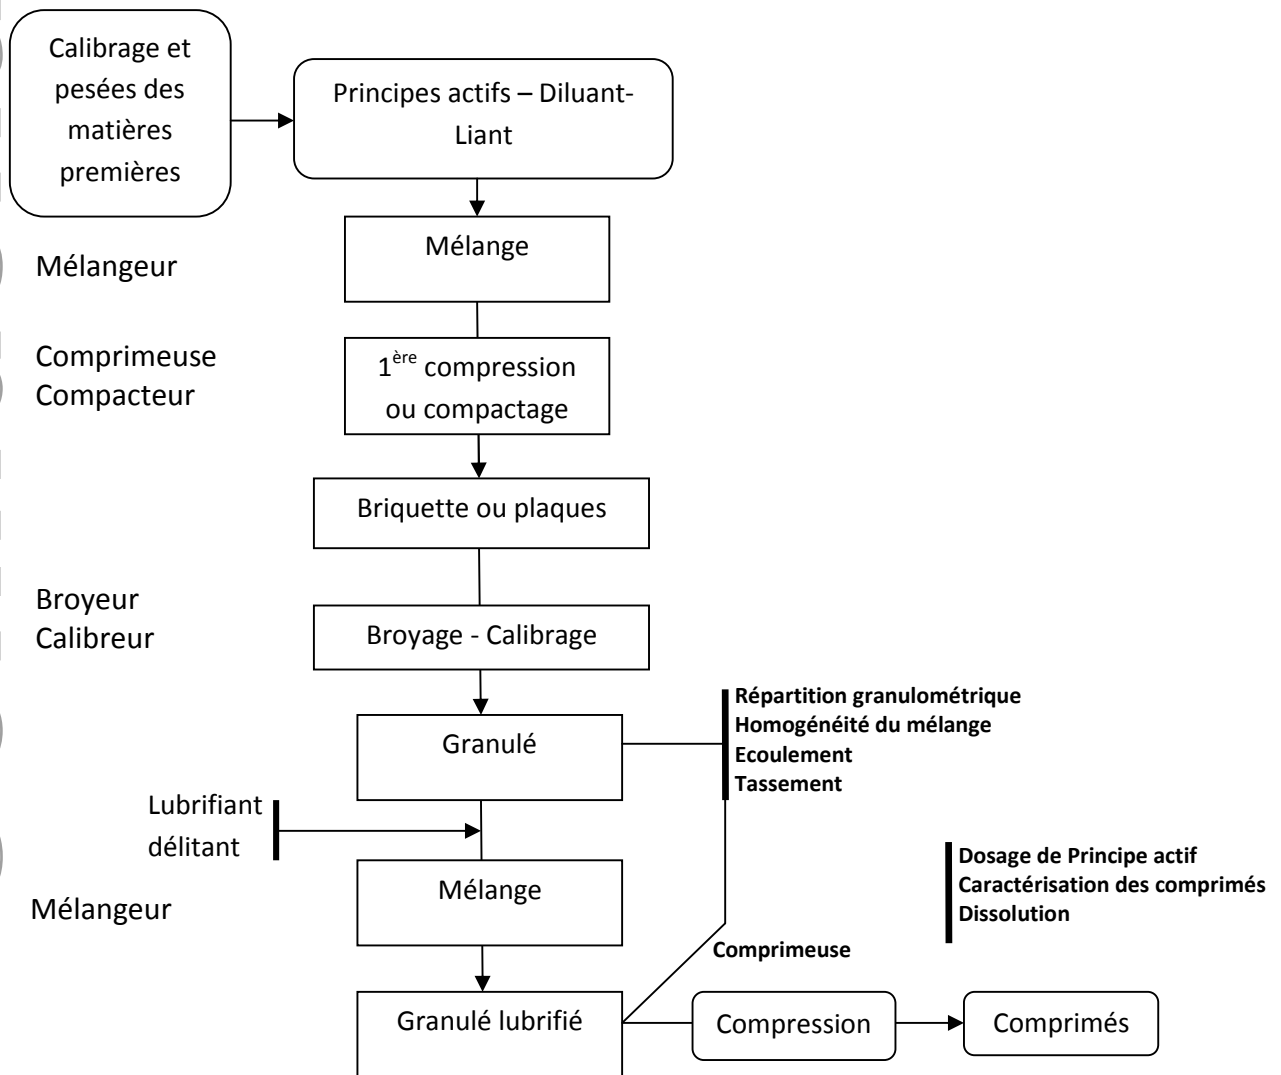 Calibrage et
pesées des
matières
premières
Principes actifs – Diluant-
Liant
Mélange
Mélangeur
Comprimeuse
Compacteur
1ère compression
ou compactage
Briquette ou plaques
Broyeur
Calibreur
Broyage - Calibrage
Granulé
Répartition granulométrique
Homogénéité du mélange
Ecoulement
Tassement
Lubrifiant
délitant
Mélange
Mélangeur
Dosage de Principe actif
Caractérisation des comprimés
Dissolution
Comprimeuse
Granulé lubrifié
Compression
Comprimés